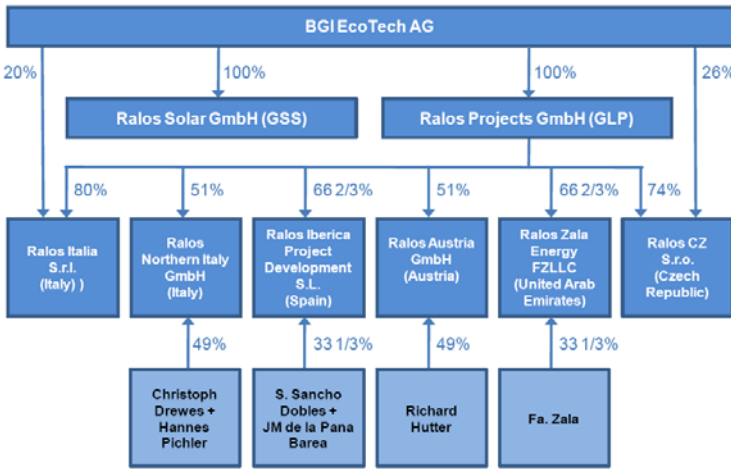 BGI EcoTech AG
20%
100%
100%
26%
Ralos Solar GmbH (GSS)
Ralos Projects GmbH (GLP)
80%
51%
66 2/3%
51%
66 2/3%
74%
Ralos Italia
S.r.l.
(Italy) )
Ralos
Northern Italy
GmbH
(Italy)
Ralos Iberica
Project
Development
S.L.
(Spain)
Ralos Austria
GmbH
(Austria)
Ralos Zala
Energy
FZLLC
(United Arab
Emirates)
Ralos CZ
S.r.o.
(Czech
Republic)
49%
33 1/3%
49%
33 1/3%
Christoph
Drewes +
Hannes
Pichler
S. Sancho
Dobles +
JM de la Pana
Barea
Richard
Hutter
Fa. Zala